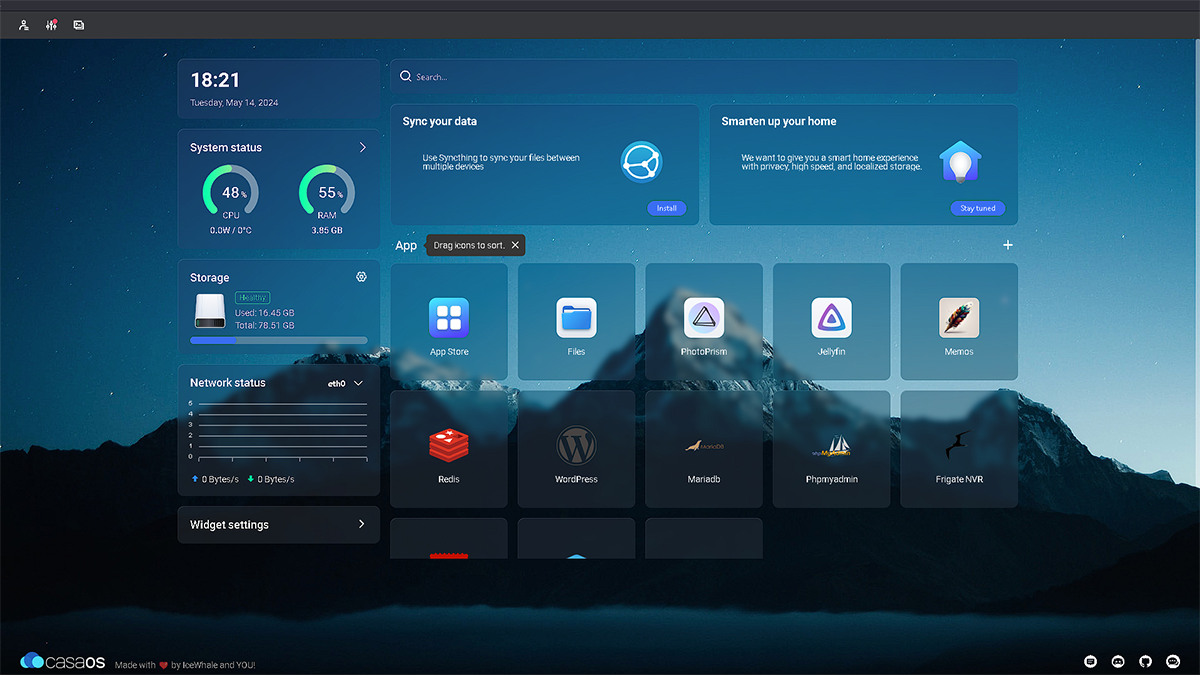 18:21
Tuesday, May 14, 2024
Search...
System status
48%
CPU
0.0W / 0°C
55%
RAM
3.85 GB
Storage
Healthy
Used: 16.45 GB
Total: 78.51 GB
Network status
eth0
6
4
3
2
1
0
0 Bytes/s
0 Bytes/s
Widget settings
Sync your data
Use Syncthing to sync your files between
multiple devices
Install
Smarten up your home
We want to give you a smart home experience
with privacy, high speed, and localized storage.
Stay tuned
App
Drag icons to sort.
App Store
Files
PhotoPrism
Jellyfin
Memos
Redis
WordPress
MariaDB
Mariadb
phpMyAdmin
Phpmyadmin
Frigate NVR
casaOS
Made with ❤ by IceWhale and YOU!